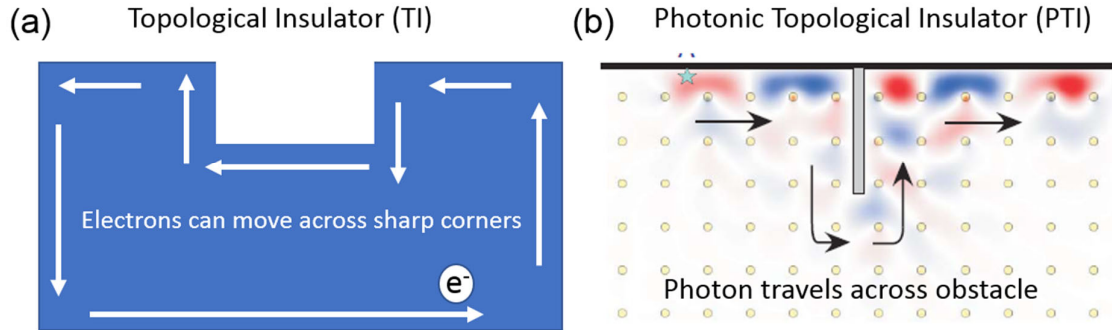 (a) Topological Insulator (TI)
Electrons can move across sharp corners
e-
(b) Photonic Topological Insulator (PTI)
Photon travels across obstacle